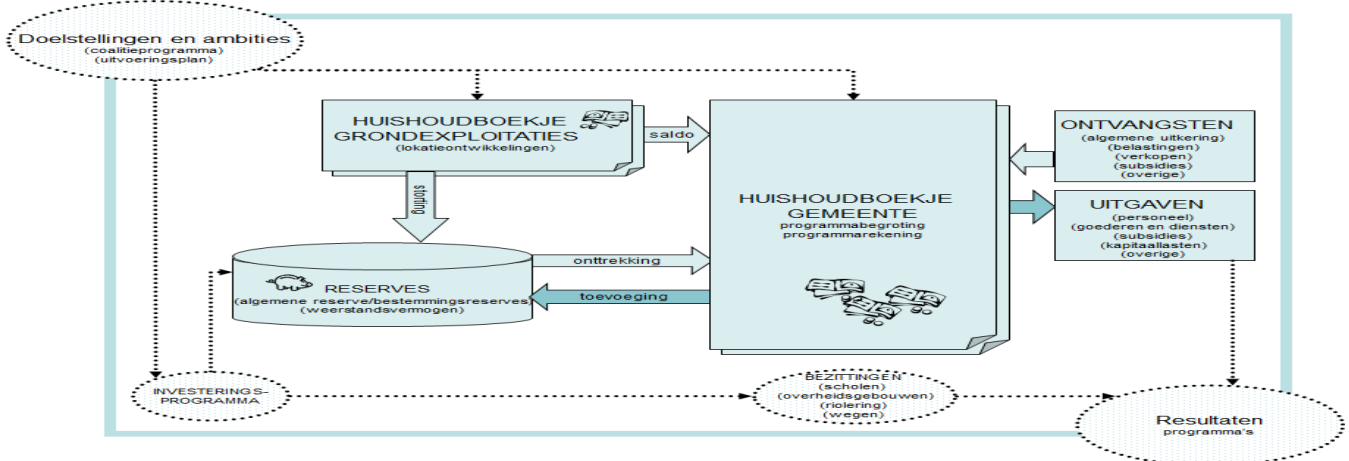 Doelstellingen en ambities
(coalitieprogramma)
(uitvoeringsplan)
HUISHOUDBOEKJE
GRONDEXPLOITATIES
(lokatieontwikkelingen)
saldo
storting
HUISHOUDBOEKJE
GEMEENTE
programmabegroting
programmarekening
ONTVANGSTEN
(algemene uitkering)
(belastingen)
(verkopen)
(subsidies)
(overige)
UITGAVEN
(personeel)
(goederen en diensten)
(subsidies)
(kapitaallasten)
(overige)
RESERVES
(algemene reserve/bestemmingsreserves)
(weerstandsvermogen)
onttrekking
toevoeging
INVESTERINGS-
PROGRAMMA
BEZITTINGEN
(scholen)
(overheidsgebouwen)
(riolering)
(wegen)
Resultaten
programma's